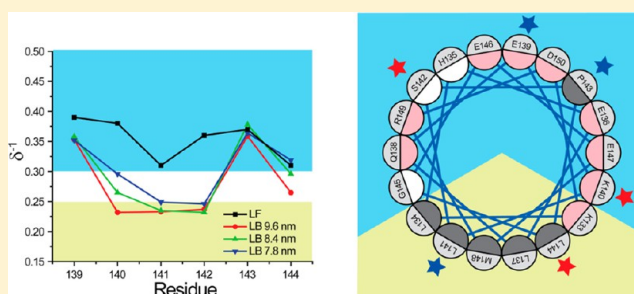 0.50
0.45
0.40
0.35
0.30
0.25
0.20
0.15
δ⁻¹
139 140 141 142 143 144
Residue
LF
LB 9.6 nm
LB 8.4 nm
LB 7.8 nm
E146
E139
D150
P143
E136
E147
K140
K133
L144
L137
M148
L141
L134
G145
Q138
R149
S142
H135